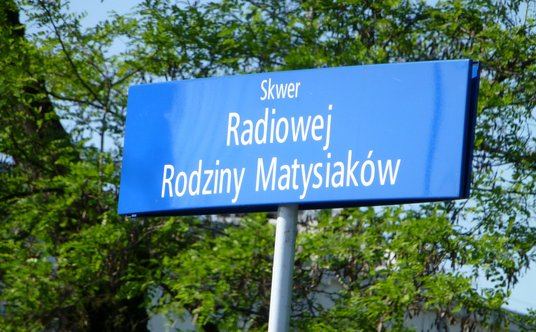 Skwer
Radiowej
Rodziny Matysiaków